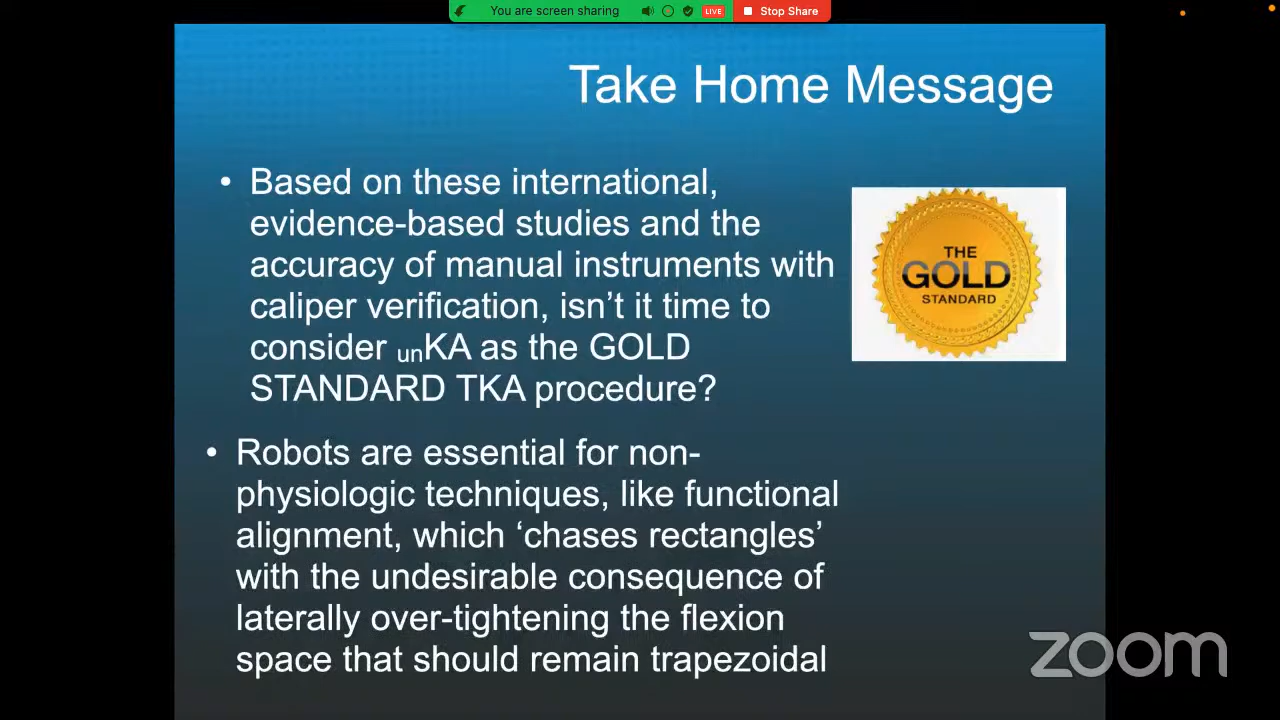 You are screen sharing
LIVE
Stop Share
Take Home Message
• Based on these international,
evidence-based studies and the
accuracy of manual instruments with
caliper verification, isn’t it time to
consider unKA as the GOLD
STANDARD TKA procedure?
THE
GOLD
STANDARD
• Robots are essential for non-
physiologic techniques, like functional
alignment, which ‘chases rectangles’
with the undesirable consequence of
laterally over-tightening the flexion
space that should remain trapezoidal
zoom